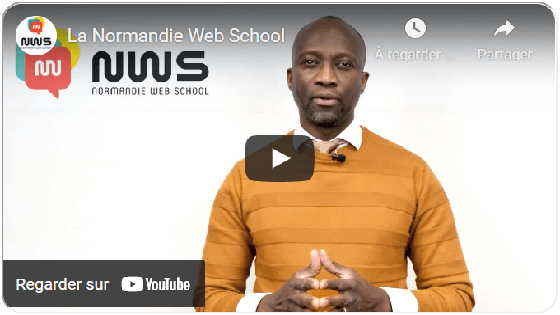 NWS
La Normandie Web School
À regarder ...
Partager
NWS
NORMANDIE WEB SCHOOL
Regarder sur YouTube